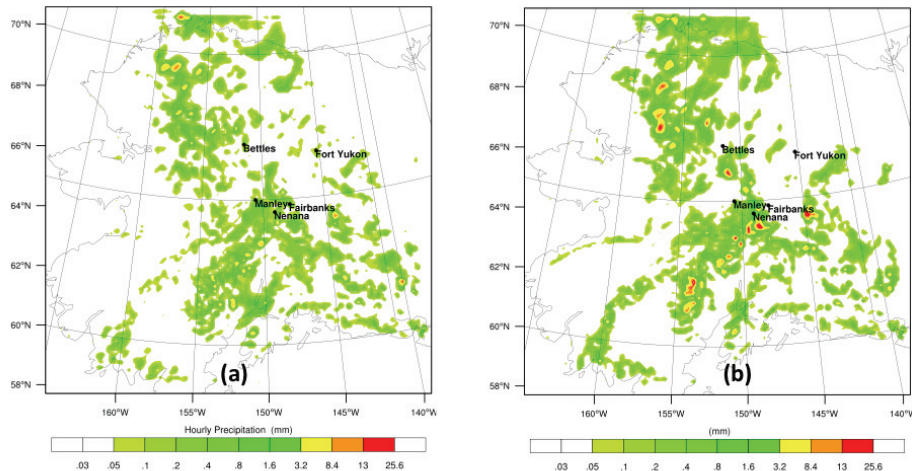 70°N
68°N
66°N
64°N
62°N
60°N
58°N
Bettles
Fort Yukon
Manley
Fairbanks
Nenana
(a)
160°W 155°W 150°W 145°W 140°W
Hourly Precipitation (mm)
.03 .05 .1 .2 .4 .8 1.6 3.2 8.4 13 25.6
70°N
68°N
66°N
64°N
62°N
60°N
58°N
Bettles
Fort Yukon
Manley
Fairbanks
Nenana
(b)
160°W 155°W 150°W 145°W 140°W
(mm)
.03 .05 .1 .2 .4 .8 1.6 3.2 8.4 13 25.6